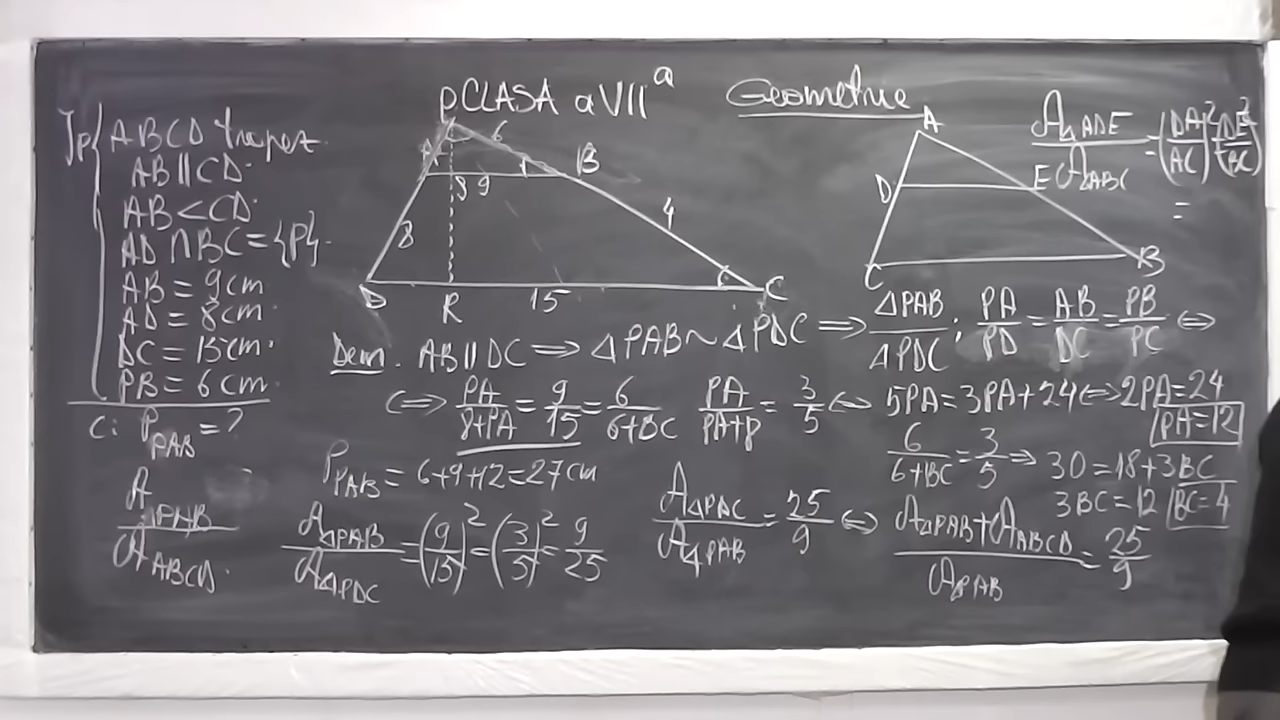 CLASA a VII a
Geometrie
Ip { ABCD trapez
AB ∥ CD
AB < CD
AD ∩ BC = {P}
AB = 9cm
AD = 8cm
DC = 15cm
PB = 6cm
C: P_PAB = ?
A_ΔPAB / A_ABCD
P
6
A
B
8
9
8
4
D
R
15
C
A
D
E
C
B
A_ΔADE / A_ABC = (DA/AC)² (DE/BC)²
=
Dem. AB ∥ DC ⟹ ΔPAB ~ ΔPDC ⟹ ΔPAB / ΔPDC : PA/PD = AB/DC = PB/PC ⟺
⟺ PA/(8+PA) = 9/15 = 6/(6+BC) PA/(PA+8) = 3/5 ⟺ 5PA = 3PA + 24 ⟺ 2PA = 24
PA = 12
6/(6+BC) = 3/5 ⟹ 30 = 18 + 3BC
3BC = 12 BC = 4
P_PAB = 6+9+12 = 27cm
A_ΔPAB / A_ΔPDC = (9/15)² = (3/5)² = 9/25
A_ΔPAC / A_ΔPAB = 25/9 ⟺ (A_ΔPAB + A_ABCD) / A_PAB = 25/9